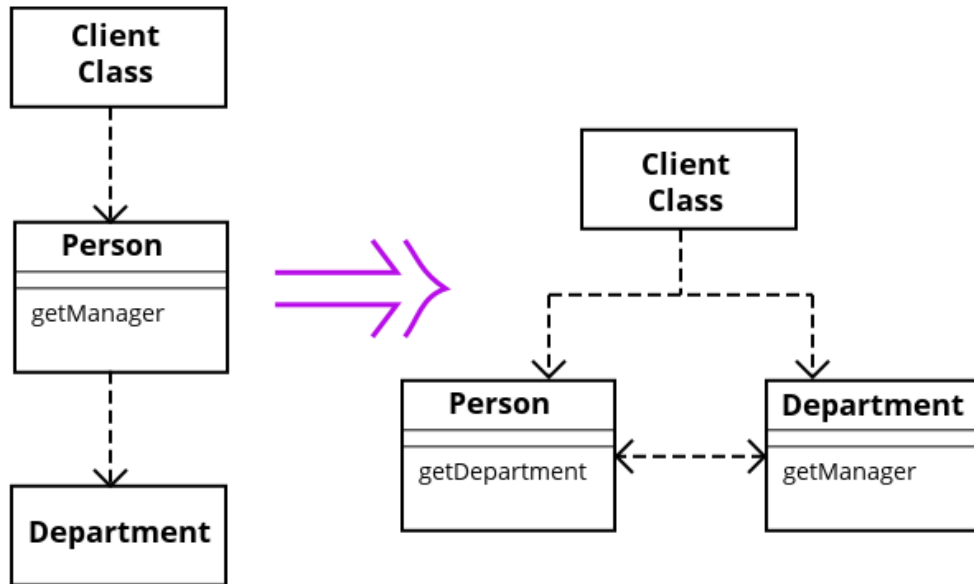 Client
Class
Person
getManager
Department
Client
Class
Person
getDepartment
Department
getManager